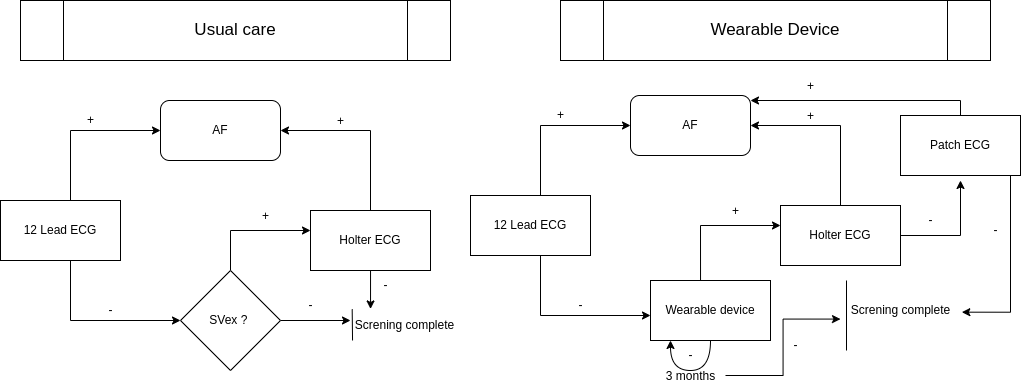 Usual care
+
AF
+
12 Lead ECG
+
Holter ECG
-
SVex ?
-
-
Screning complete
Wearable Device
+
+
AF
+
Patch ECG
12 Lead ECG
+
Holter ECG
-
-
-
Wearable device
Screning complete
-
-
3 months